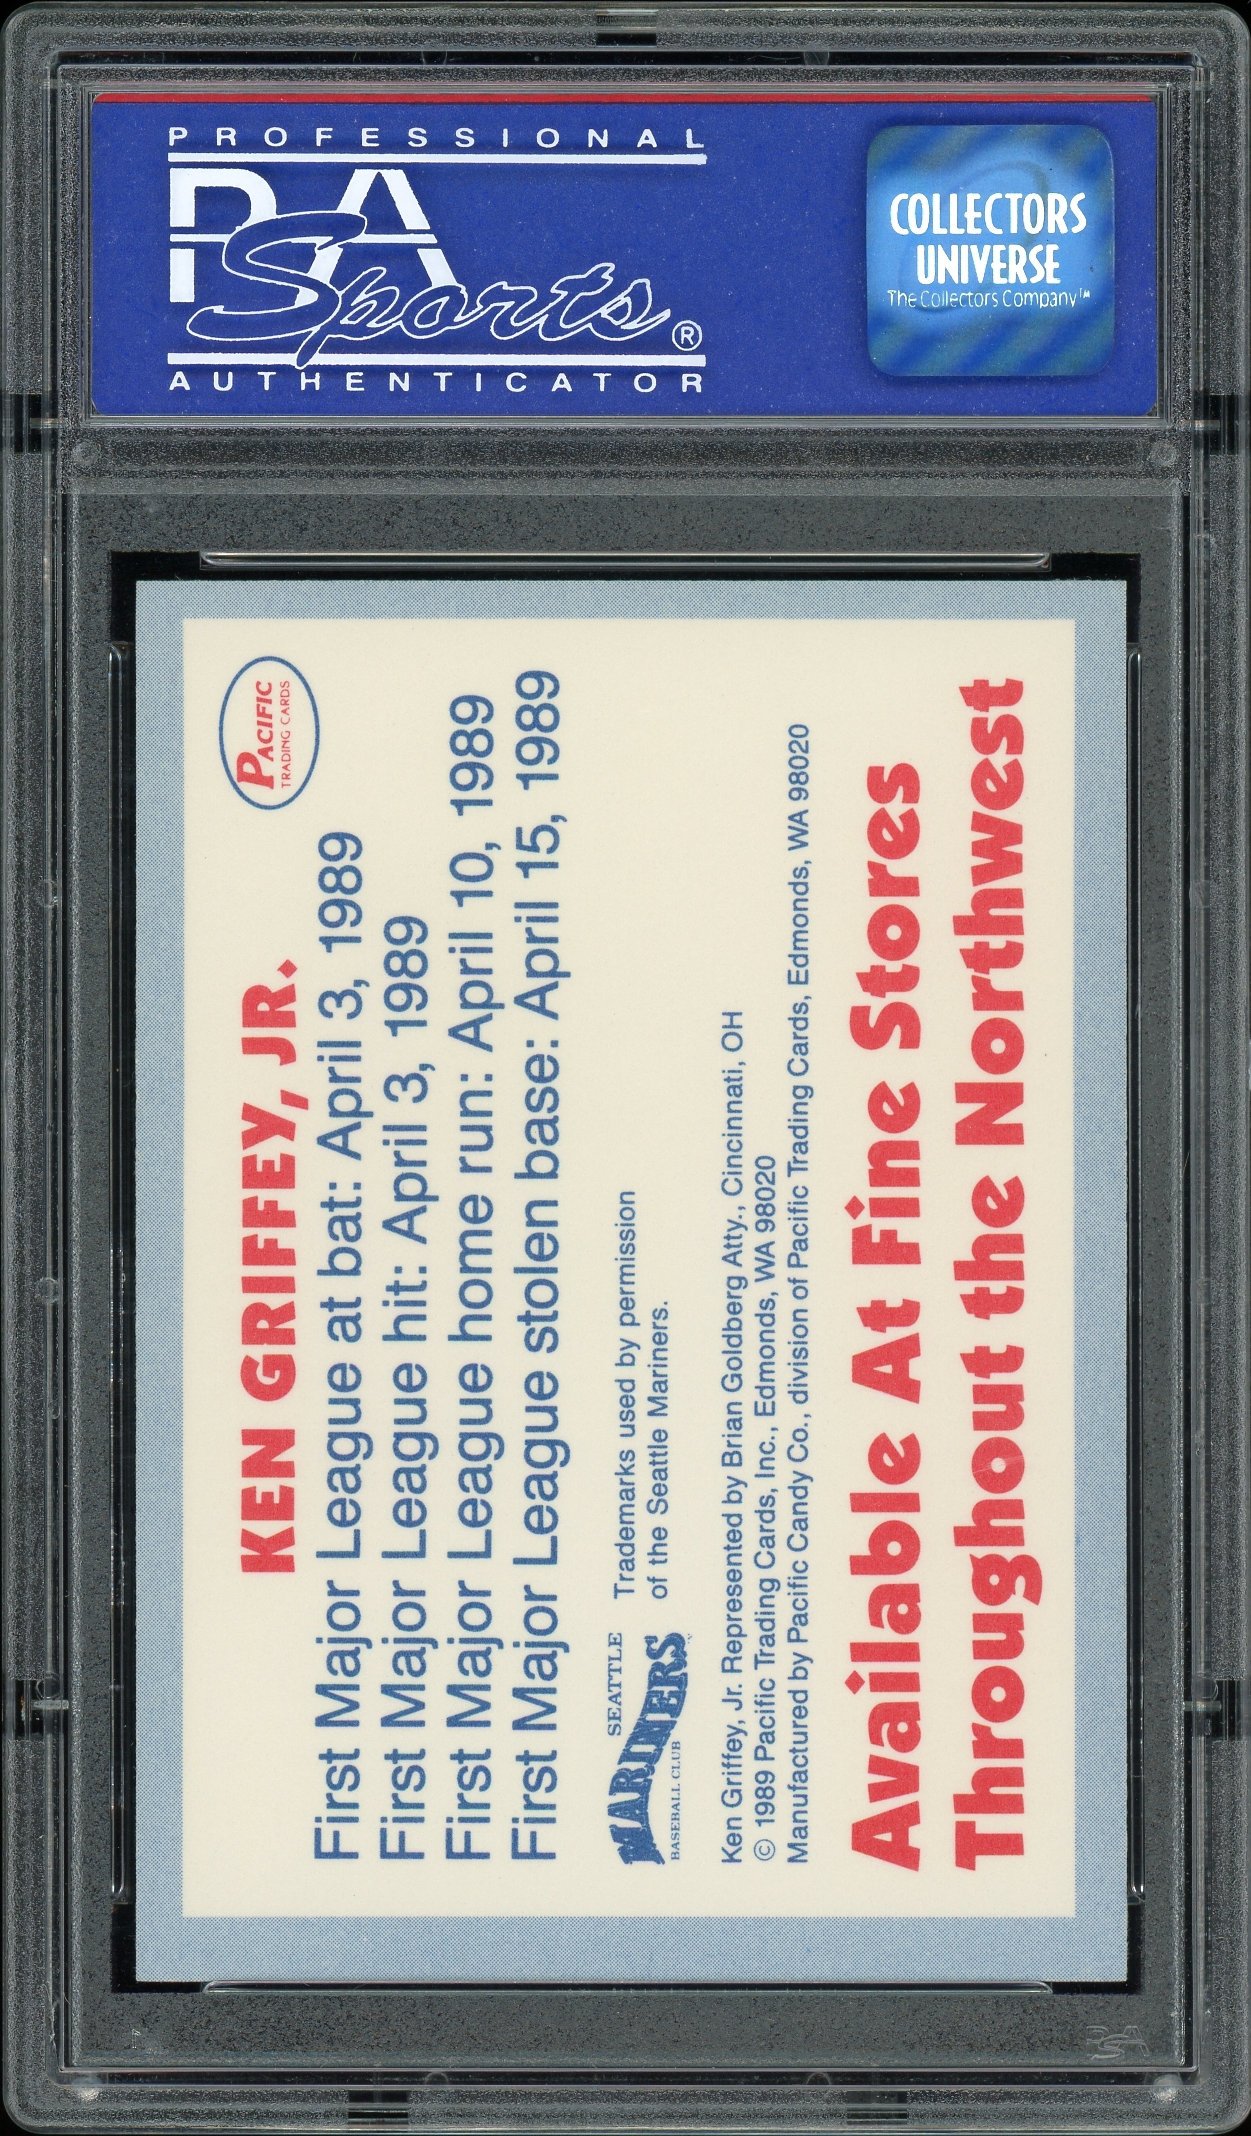 PROFESSIONAL
PSA
Sports®
AUTHENTICATOR
COLLECTORS
UNIVERSE
The Collectors Company™
PACIFIC
TRADING CARDS
KEN GRIFFEY, JR.
First Major League at bat: April 3, 1989
First Major League hit: April 3, 1989
First Major League home run: April 10, 1989
First Major League stolen base: April 15, 1989
SEATTLE
MARINERS
BASEBALL CLUB
Trademarks used by permission
of the Seattle Mariners.
Ken Griffey, Jr. Represented by Brian Goldberg Atty., Cincinnati, OH
© 1989 Pacific Trading Cards, Inc., Edmonds, WA 98020
Manufactured by Pacific Candy Co., division of Pacific Trading Cards, Edmonds, WA 98020
Available At Fine Stores
Throughout the Northwest
PSA